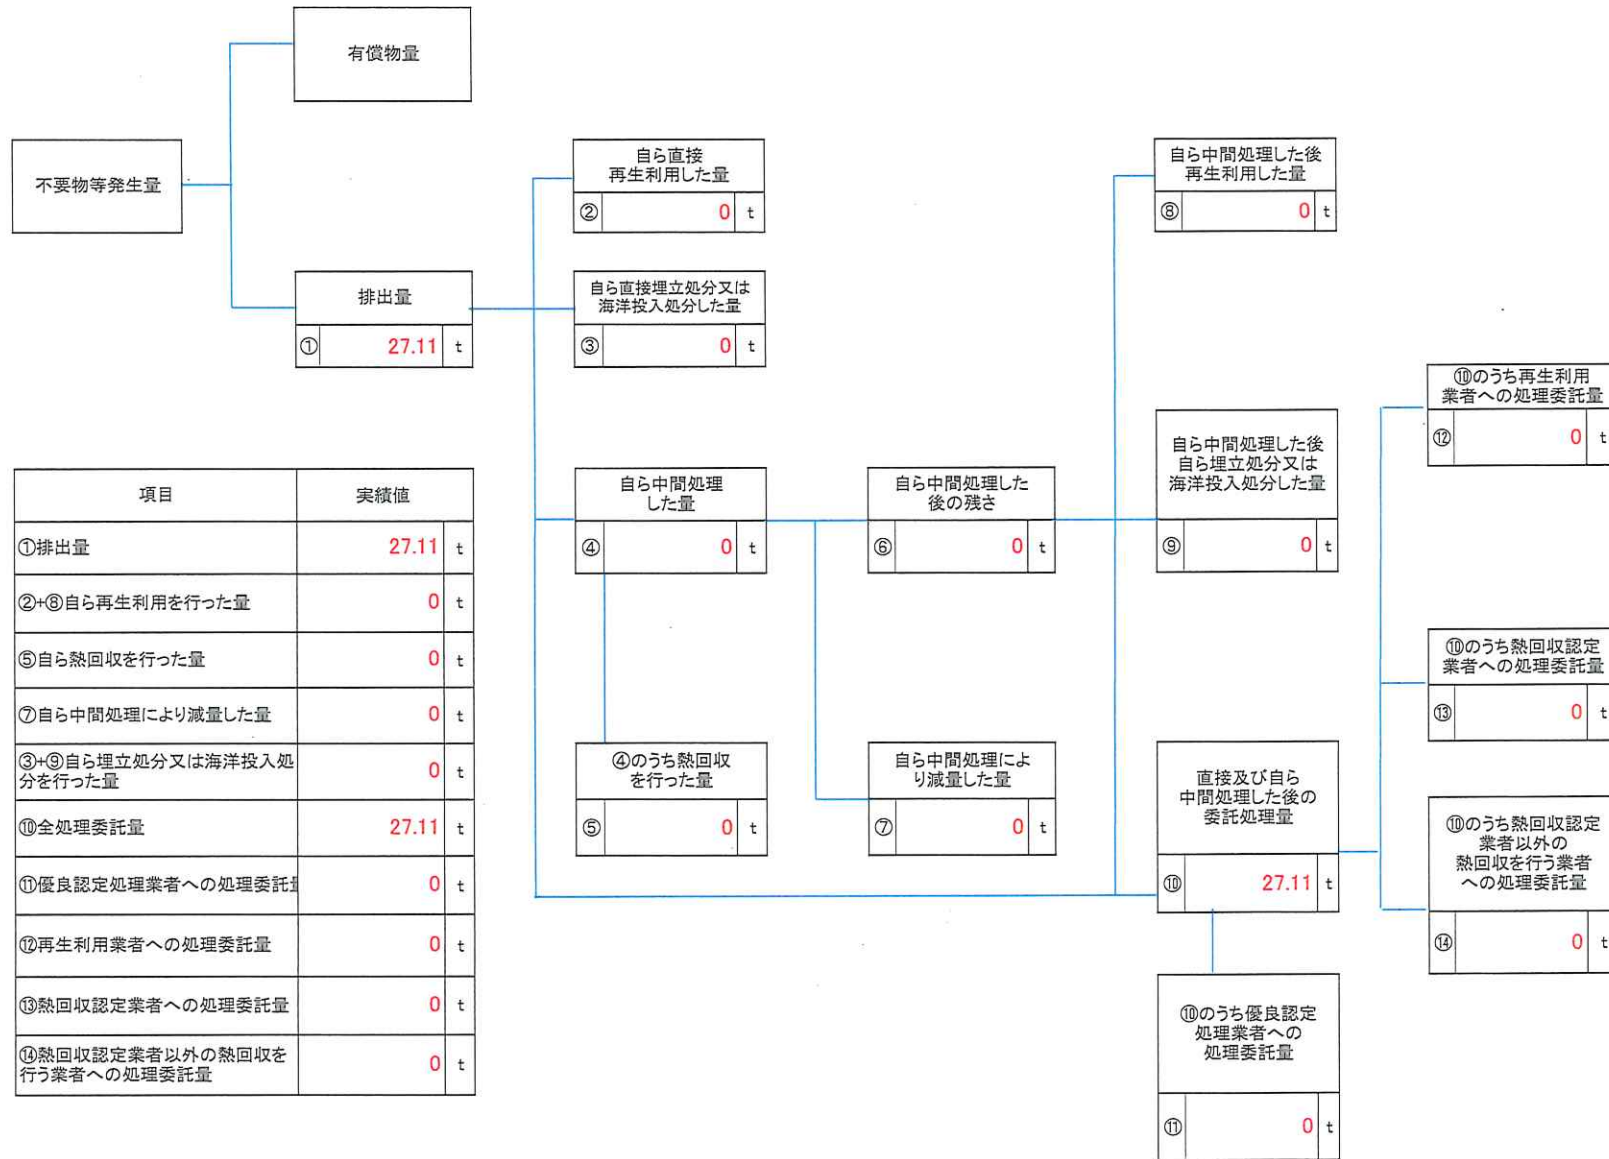 有償物量
不要物等発生量
排出量
① 27.11 t
自ら直接
再生利用した量
② 0 t
自ら直接埋立処分又は
海洋投入処分した量
③ 0 t
自ら中間処理
した量
④ 0 t
④のうち熱回収
を行った量
⑤ 0 t
自ら中間処理した
後の残さ
⑥ 0 t
自ら中間処理によ
り減量した量
⑦ 0 t
自ら中間処理した後
再生利用した量
⑧ 0 t
自ら中間処理した後
自ら埋立処分又は
海洋投入処分した量
⑨ 0 t
直接及び自ら
中間処理した後の
委託処理量
⑩ 27.11 t
⑩のうち優良認定
処理業者への
処理委託量
⑪ 0 t
⑩のうち再生利用
業者への処理委託量
⑫ 0 t
⑩のうち熱回収認定
業者への処理委託量
⑬ 0 t
⑩のうち熱回収認定
業者以外の
熱回収を行う業者
への処理委託量
⑭ 0 t
項目 実績値
①排出量 27.11 t
②+⑧自ら再生利用を行った量 0 t
⑤自ら熱回収を行った量 0 t
⑦自ら中間処理により減量した量 0 t
③+⑨自ら埋立処分又は海洋投入処
分を行った量 0 t
⑩全処理委託量 27.11 t
⑪優良認定処理業者への処理委託 0 t
⑫再生利用業者への処理委託量 0 t
⑬熱回収認定業者への処理委託量 0 t
⑭熱回収認定業者以外の熱回収を
行う業者への処理委託量 0 t